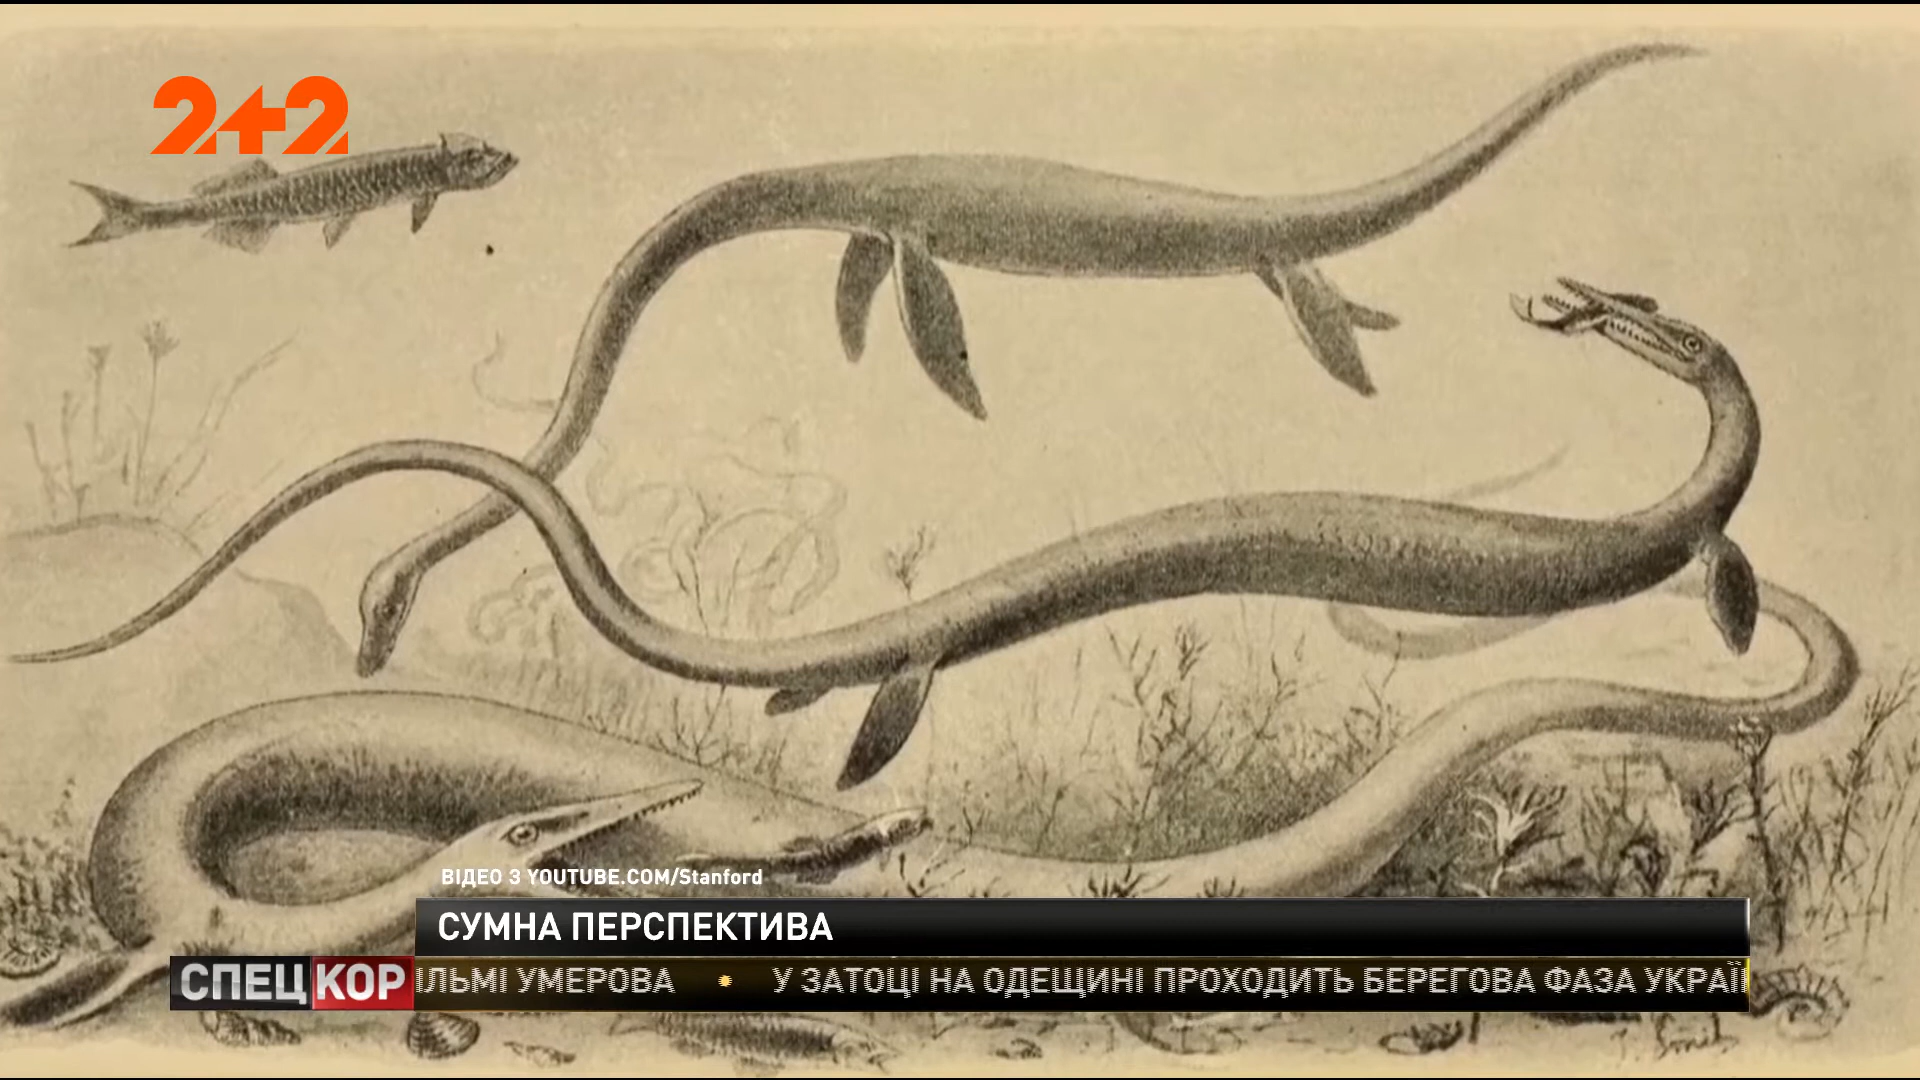 2+2
ВІДЕО З YOUTUBE.COM/Stanford
СУМНА ПЕРСПЕКТИВА
СПЕЦКОР
ІЛЬМІ УМЕРОВА • У ЗАТОЦІ НА ОДЕЩИНІ ПРОХОДИТЬ БЕРЕГОВА ФАЗА УКРАЇ